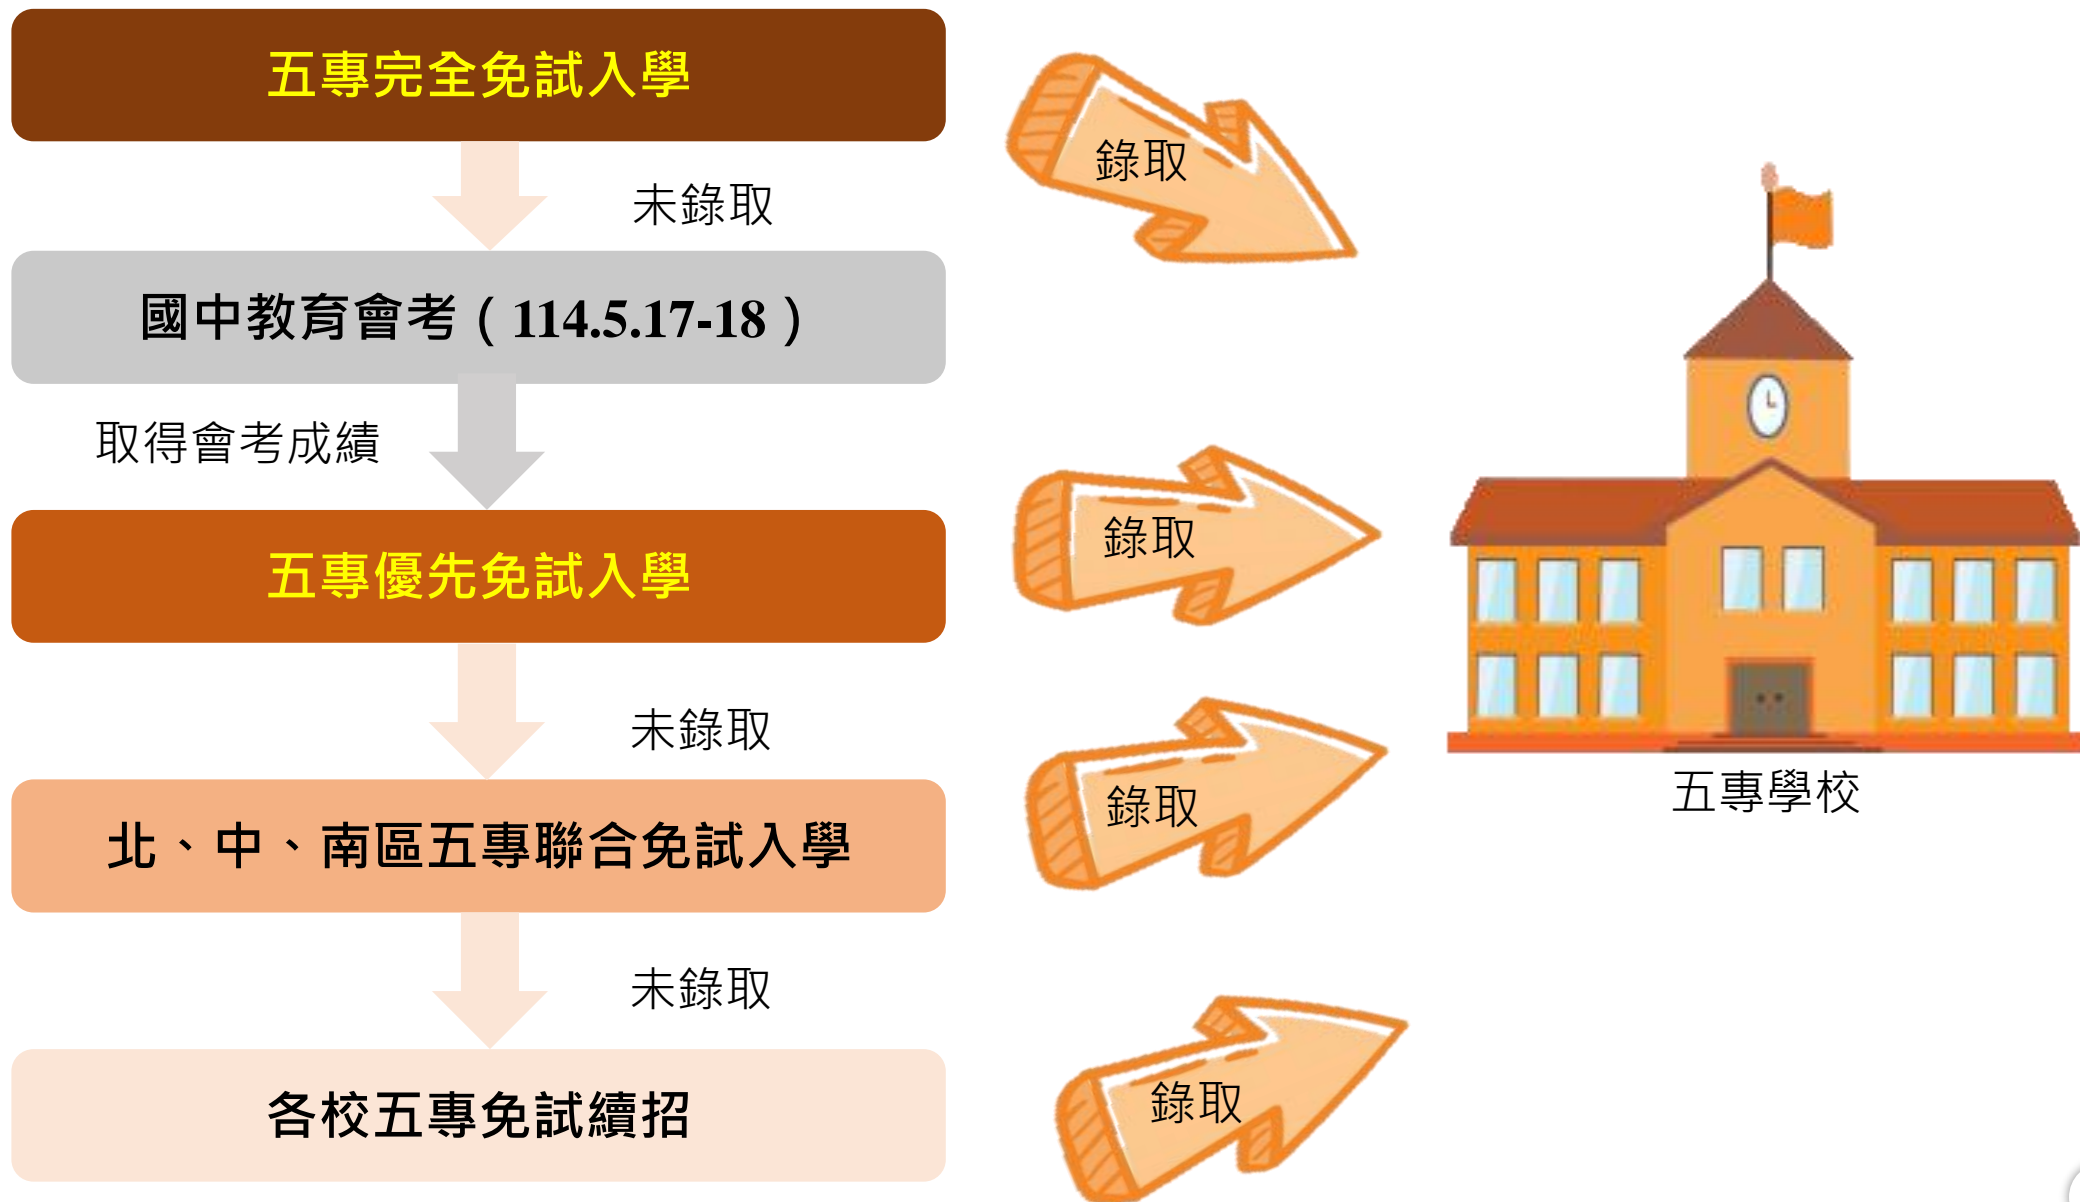 五專完全免試入學
錄取
未錄取
國中教育會考（114.5.17-18）
取得會考成績
五專優先免試入學
錄取
未錄取
錄取
五專學校
北、中、南區五專聯合免試入學
未錄取
各校五專免試續招
錄取